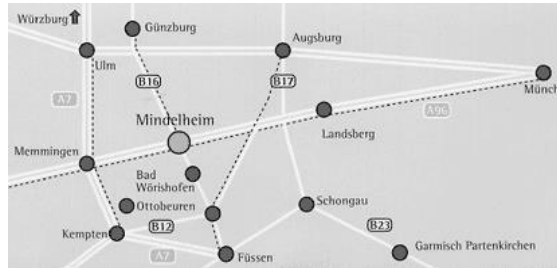 Würzburg
Günzburg
Augsburg
Ulm
B16
B17
Münch
A7
A96
Mindelheim
Landsberg
Memmingen
Bad
Wörishofen
Ottobeuren
Schongau
B12
B23
Kempten
A7
Füssen
Garmisch Partenkirchen